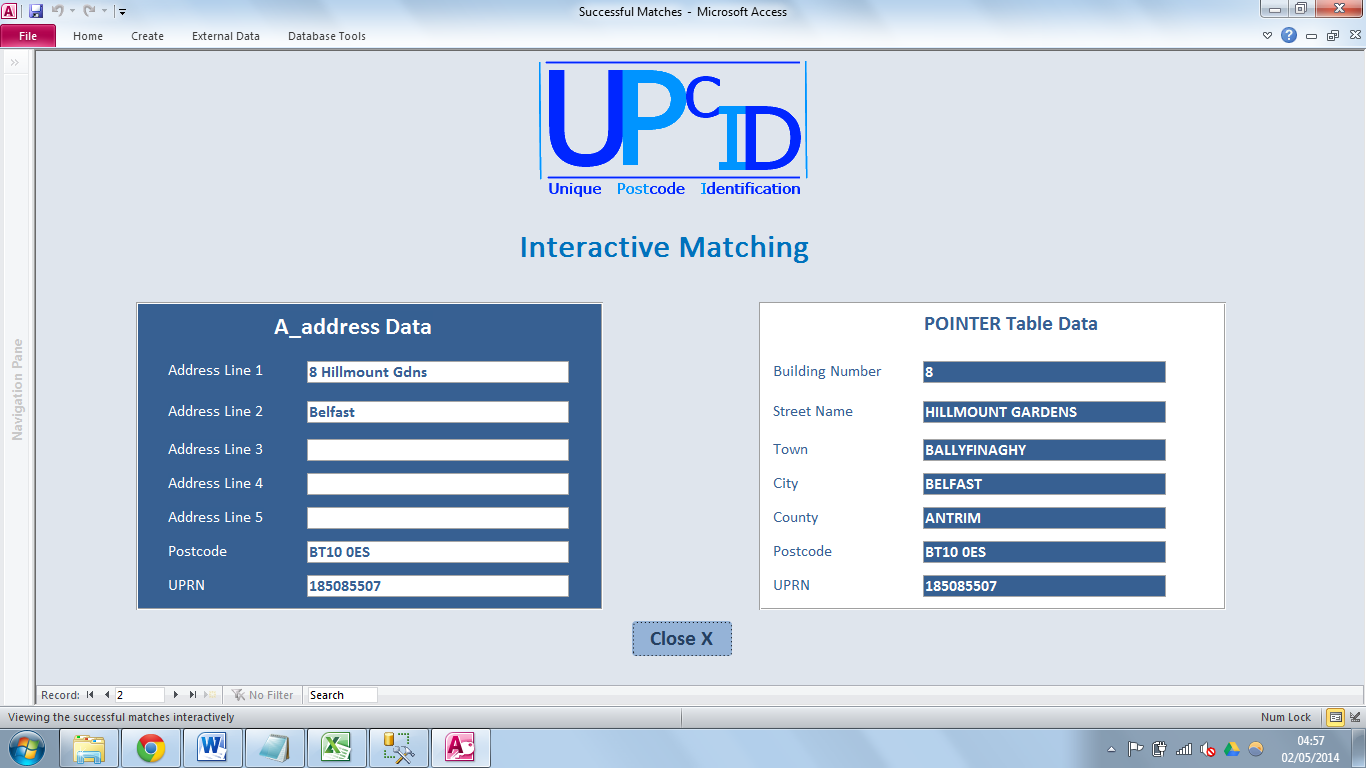 Successful Matches - Microsoft Access
File Home Create External Data Database Tools
UPcID
Unique Postcode Identification
Interactive Matching
A_address Data
Address Line 1 8 Hillmount Gdns
Address Line 2 Belfast
Address Line 3
Address Line 4
Address Line 5
Postcode BT10 0ES
UPRN 185085507
POINTER Table Data
Building Number 8
Street Name HILLMOUNT GARDENS
Town BALLYFINAGHY
City BELFAST
County ANTRIM
Postcode BT10 0ES
UPRN 185085507
Close X
Navigation Pane
Record: 2 No Filter Search
Viewing the successful matches interactively Num Lock
04:57
02/05/2014